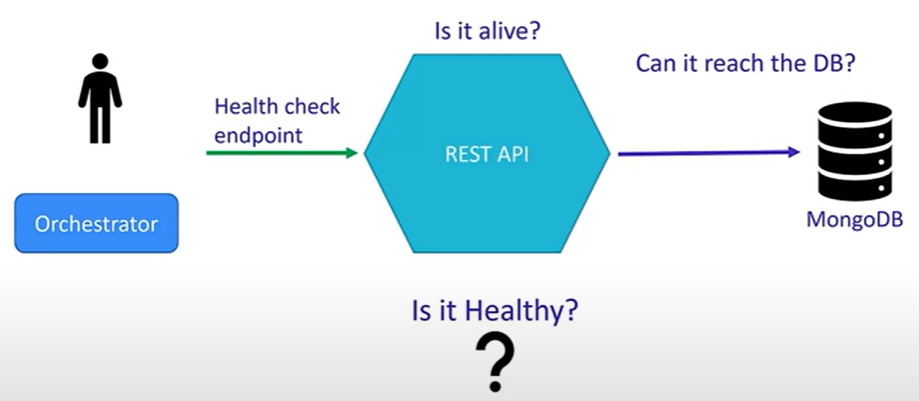 Is it alive?
Can it reach the DB?
Health check
endpoint
REST API
Orchestrator
MongoDB
Is it Healthy?
?